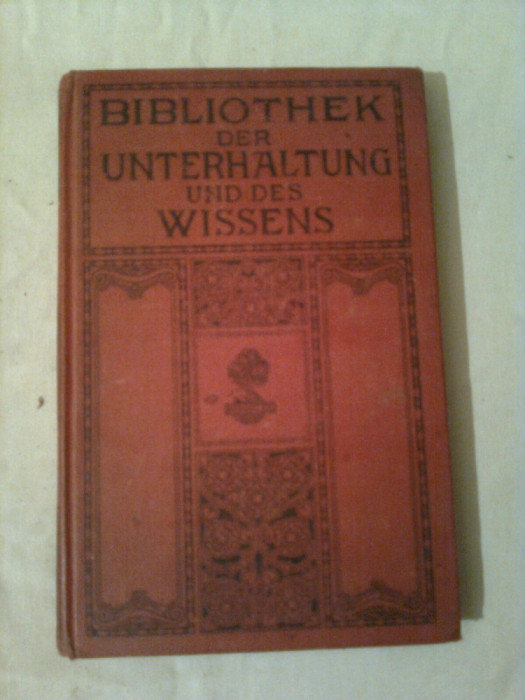 BIBLIOTHEK
DER
UNTERHALTUNG
UND DES
WISSENS